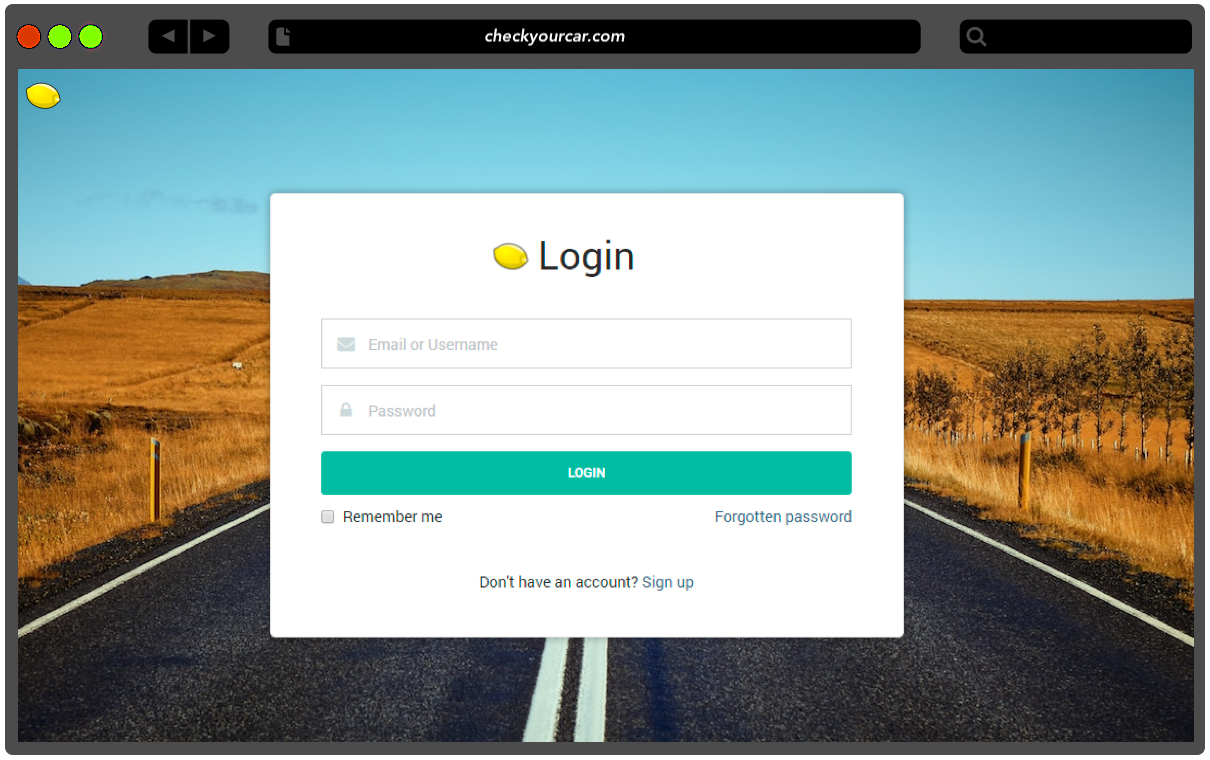 checkyourcar.com
Login
Email or Username
Password
LOGIN
Remember me
Forgotten password
Don't have an account? Sign up